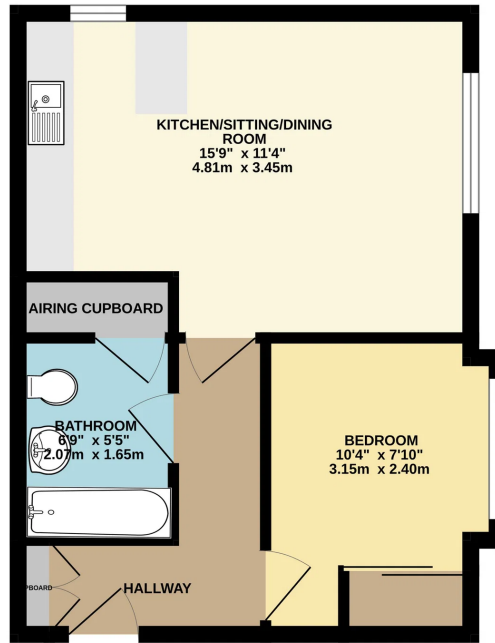 KITCHEN/SITTING/DINING
ROOM
15'9" x 11'4"
4.81m x 3.45m
AIRING CUPBOARD
BATHROOM
6'9" x 5'5"
2.07m x 1.65m
BEDROOM
10'4" x 7'10"
3.15m x 2.40m
PBOARD
HALLWAY